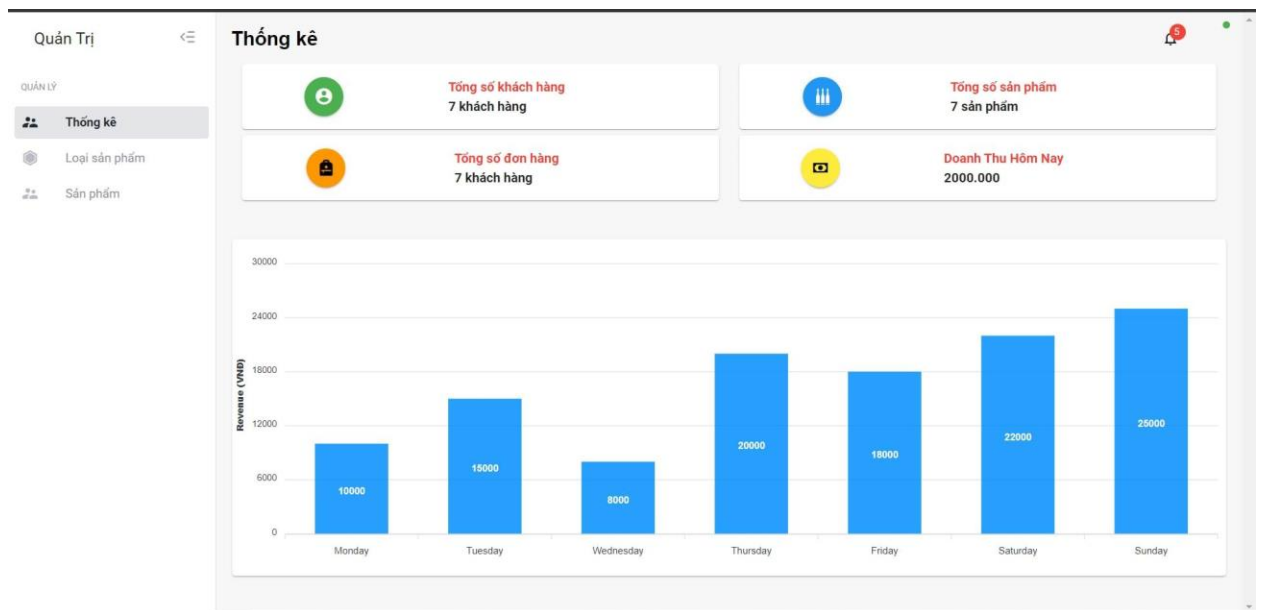 Quản Trị
QUẢN LÝ
Thống kê
Loại sản phẩm
Sản phẩm
Thống kê
5
Tổng số khách hàng
7 khách hàng
Tổng số sản phẩm
7 sản phẩm
Tổng số đơn hàng
7 khách hàng
Doanh Thu Hôm Nay
2000.000
Revenue (VNĐ)
30000
24000
18000
12000
6000
0
10000
15000
8000
20000
18000
22000
25000
Monday
Tuesday
Wednesday
Thursday
Friday
Saturday
Sunday